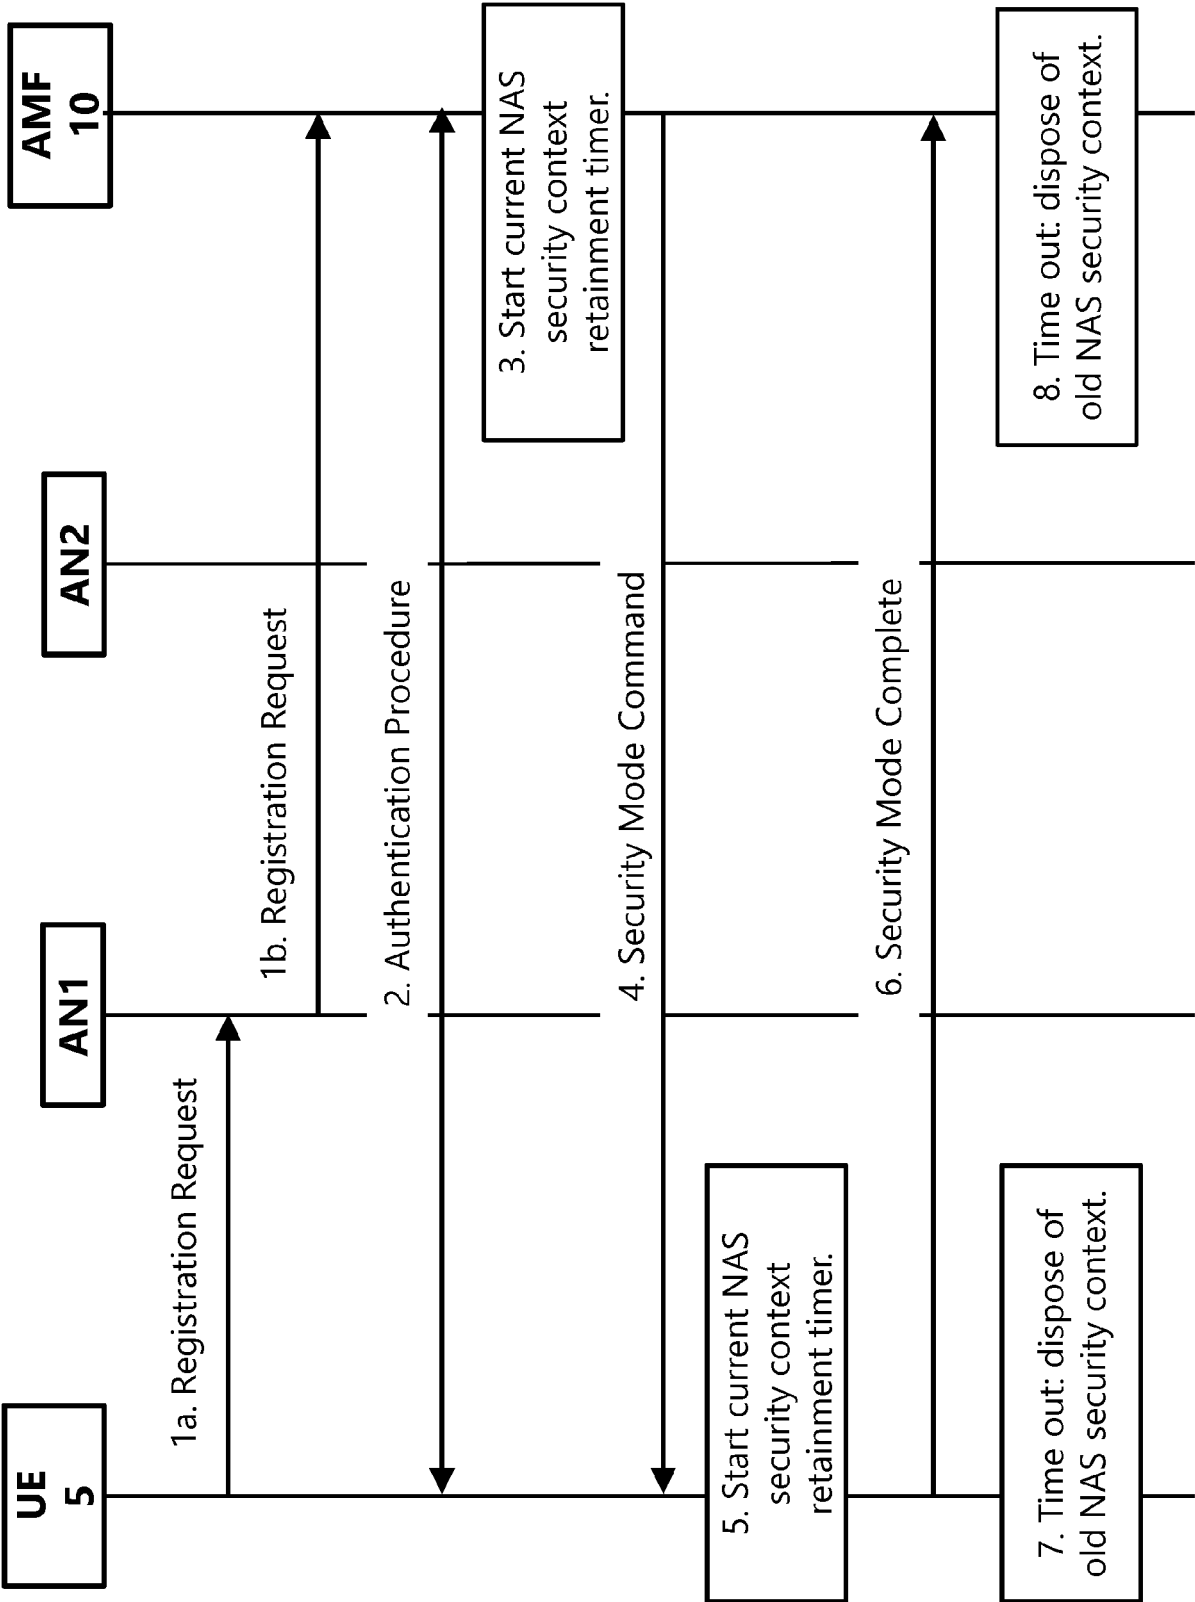 UE
5
AN1
AN2
AMF
10
1a. Registration Request
1b. Registration Request
2. Authentication Procedure
3. Start current NAS
security context
retainment timer.
4. Security Mode Command
5. Start current NAS
security context
retainment timer.
6. Security Mode Complete
7. Time out: dispose of
old NAS security context.
8. Time out: dispose of
old NAS security context.